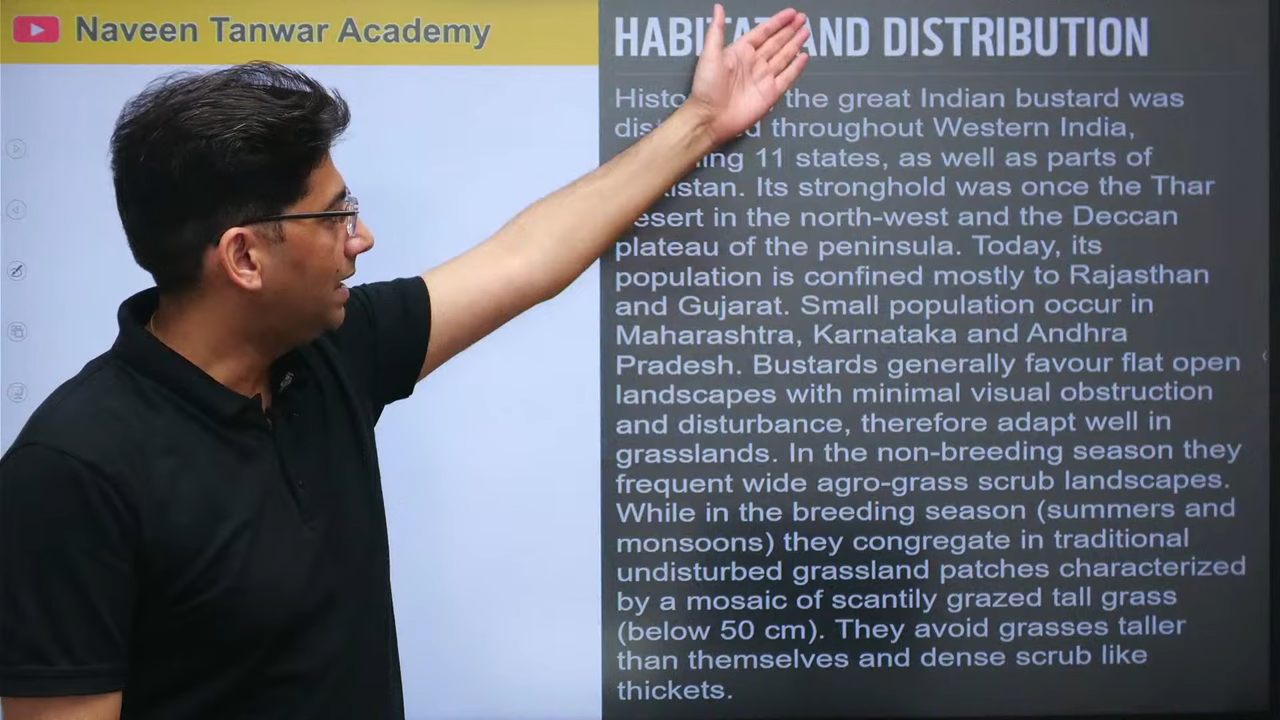 Naveen Tanwar Academy
HABITAT AND DISTRIBUTION
the great Indian bustard was
throughout Western India,
11 states, as well as parts of
Its stronghold was once the Thar
in the north-west and the Deccan
plateau of the peninsula. Today, its
population is confined mostly to Rajasthan
and Gujarat. Small population occur in
Maharashtra, Karnataka and Andhra
Pradesh. Bustards generally favour flat open
landscapes with minimal visual obstruction
and disturbance, therefore adapt well in
grasslands. In the non-breeding season they
frequent wide agro-grass scrub landscapes.
While in the breeding season (summers and
monsoons) they congregate in traditional
undisturbed grassland patches characterized
by a mosaic of scantily grazed tall grass
(below 50 cm). They avoid grasses taller
than themselves and dense scrub like
thickets.